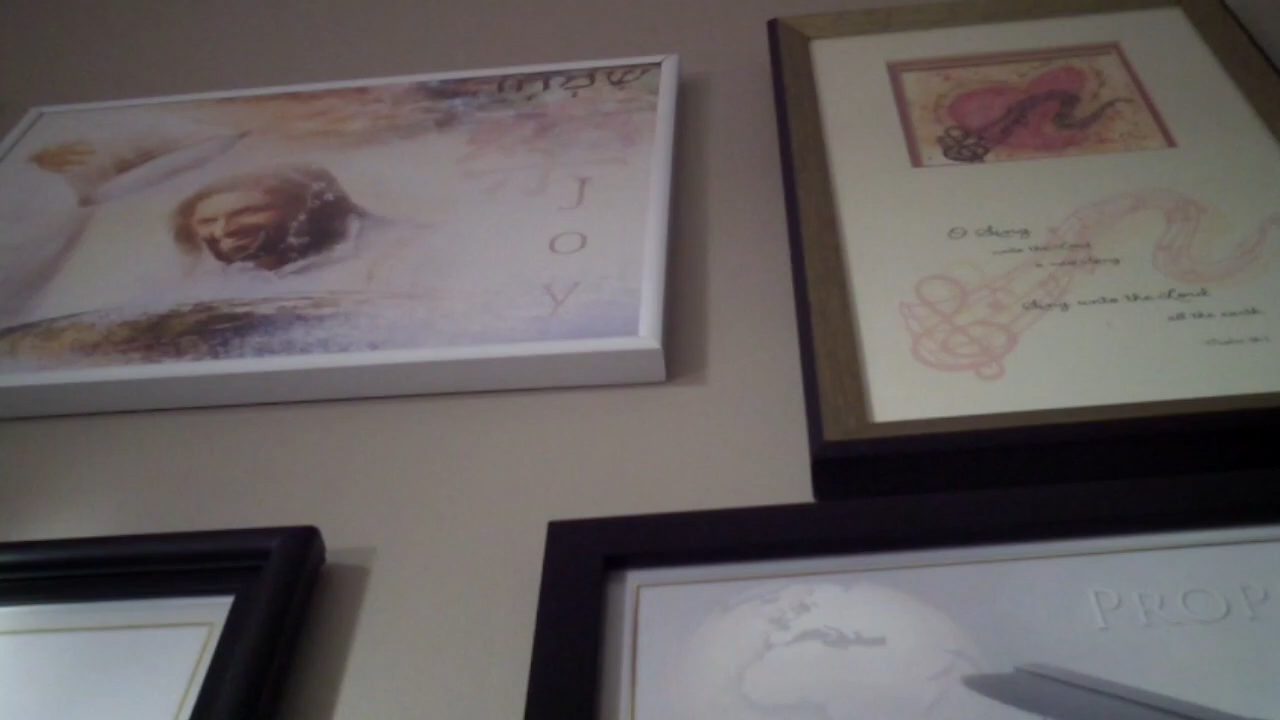 J
O
Y
O Sing
unto the Lord
a new song
Sing unto the Lord
all the earth
PROP